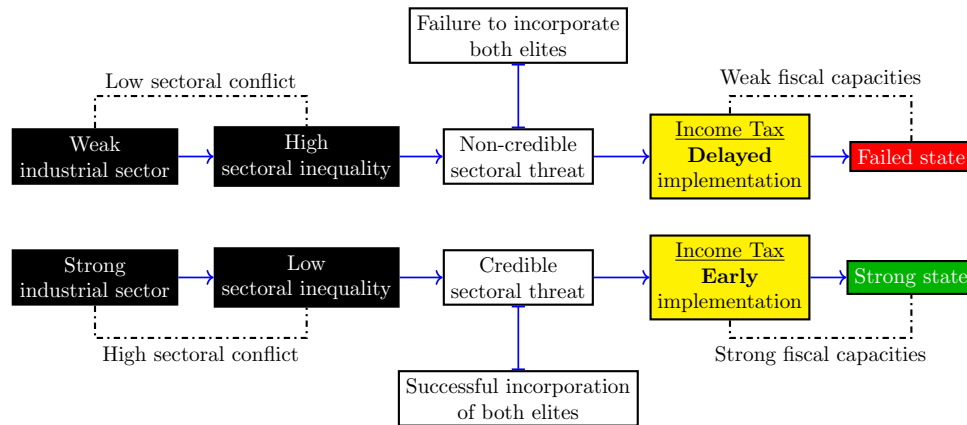 Failure to incorporate
both elites
Low sectoral conflict
Weak fiscal capacities
Weak
industrial sector
High
sectoral inequality
Non-credible
sectoral threat
Income Tax
Delayed
implementation
Failed state
Strong
industrial sector
Low
sectoral inequality
Credible
sectoral threat
Income Tax
Early
implementation
Strong state
High sectoral conflict
Strong fiscal capacities
Successful incorporation
of both elites